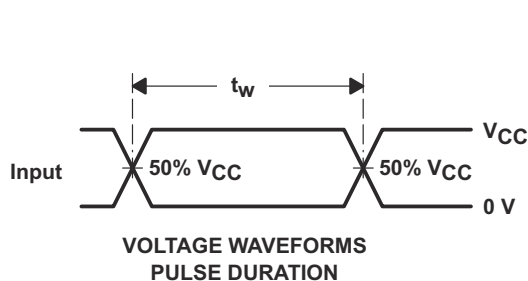 tw
VCC
Input
50% VCC
50% VCC
0 V
VOLTAGE WAVEFORMS
PULSE DURATION